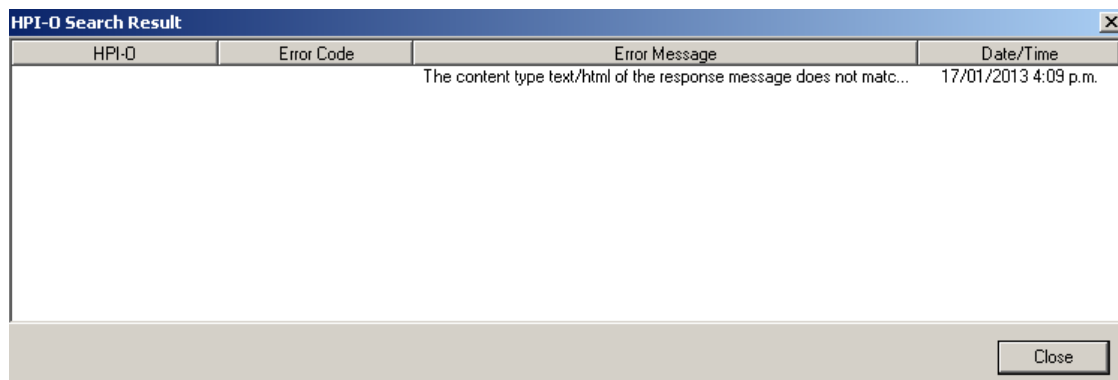 HPI-O Search Result
HPI-O Error Code Error Message Date/Time
The content type text/html of the response message does not matc... 17/01/2013 4:09 p.m.
Close